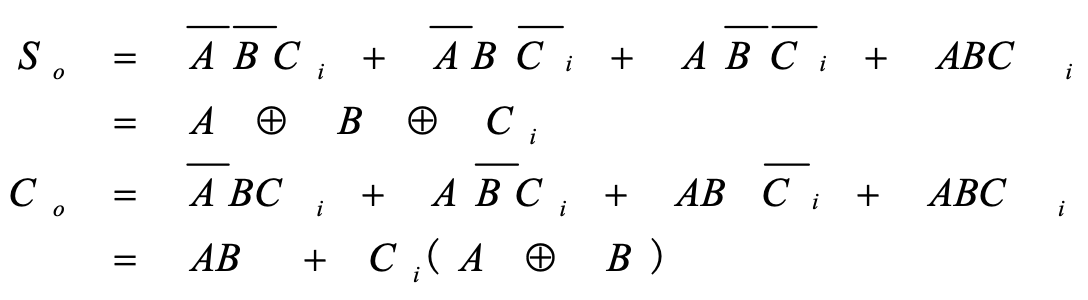 S_o = A̅ B̅ C_i + A̅ B C̅_i + A B̅ C̅_i + ABC_i
= A ⊕ B ⊕ C_i
C_o = A̅ BC_i + A B̅ C_i + AB C̅_i + ABC_i
= AB + C_i ( A ⊕ B )